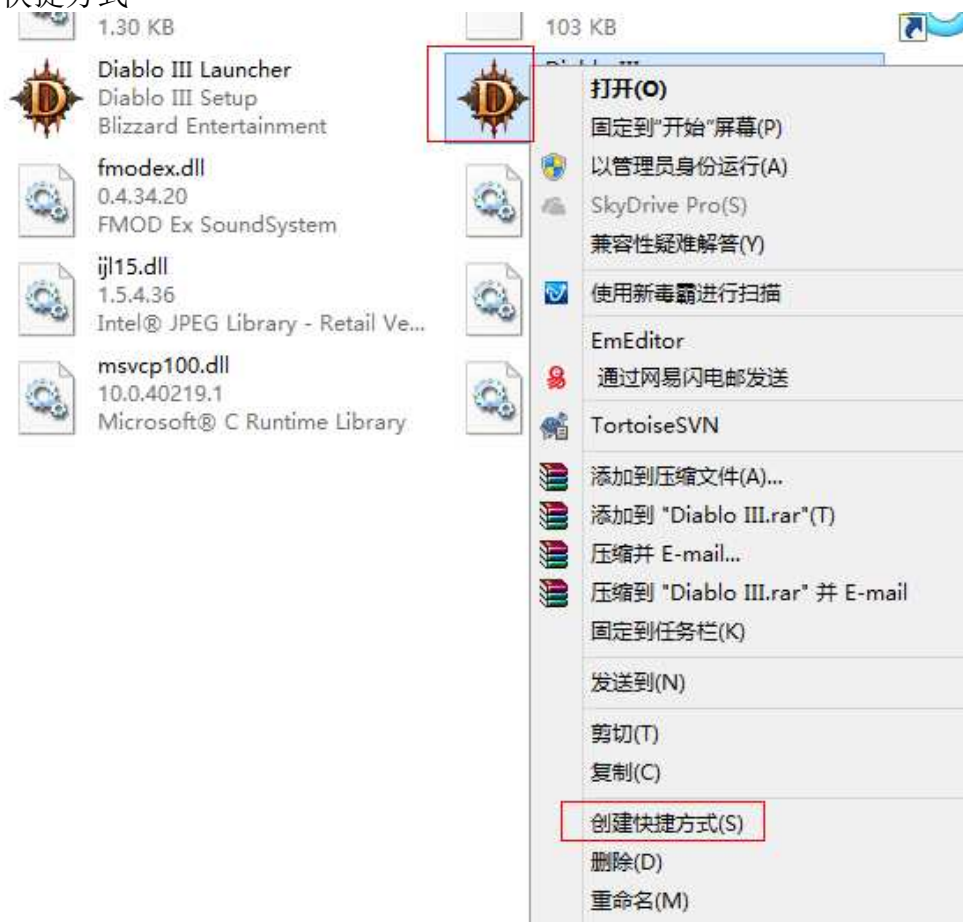 快捷方式
1.30 KB
103 KB
Diablo III Launcher
Diablo III Setup
Blizzard Entertainment
fmodex.dll
0.4.34.20
FMOD Ex SoundSystem
ijl15.dll
1.5.4.36
Intel® JPEG Library - Retail Ve...
msvcp100.dll
10.0.40219.1
Microsoft® C Runtime Library
打开(O)
固定到"开始"屏幕(P)
以管理员身份运行(A)
SkyDrive Pro(S)
兼容性疑难解答(Y)
使用新毒霸进行扫描
EmEditor
通过网易闪电邮发送
TortoiseSVN
添加到压缩文件(A)...
添加到 "Diablo III.rar"(T)
压缩并 E-mail...
压缩到 "Diablo III.rar" 并 E-mail
固定到任务栏(K)
发送到(N)
剪切(T)
复制(C)
创建快捷方式(S)
删除(D)
重命名(M)